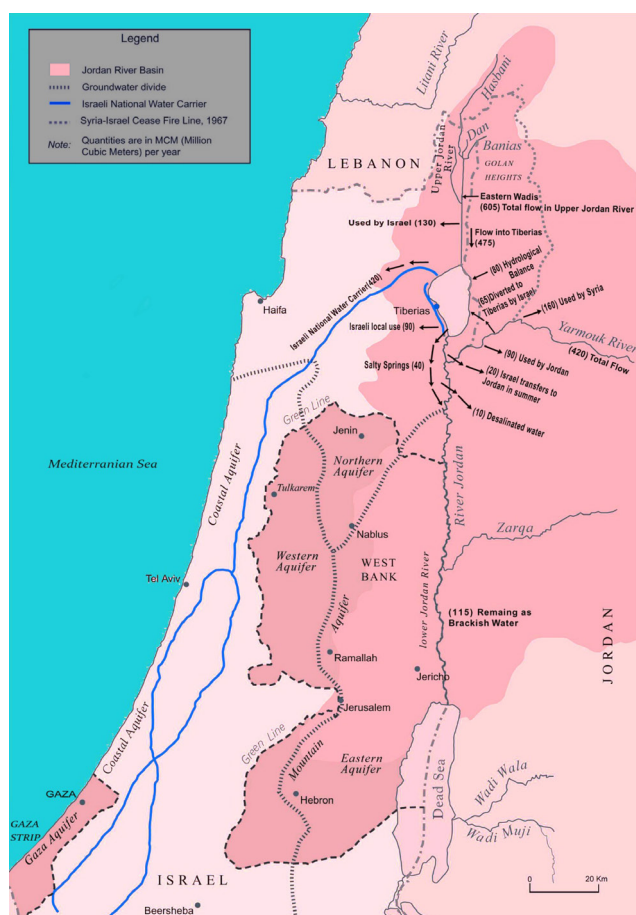 Legend
Jordan River Basin
Groundwater divide
Israeli National Water Carrier
Syria-Israel Cease Fire Line, 1967
Note: Quantities are in MCM (Million
Cubic Meters) per year
Litani River
Hasbani
Dan
Upper Jordan
River
Banias
GOLAN
HEIGHTS
LEBANON
Eastern Wadis
(605) Total flow in Upper Jordan River
Used by Israel (130)
Flow into Tiberias
(475)
(80) Hydrological
Balance
(65)Diverted to
Tiberias by Israel
(160) Used by Syria
Israeli National Water Carrier(420)
Haifa
Tiberias
Israeli local use (90)
Yarmouk River
(420) Total Flow
(90) Used by Jordan
Salty Springs (40)
(20) Israel transfers to
Jordan in summer
(10) Desalinated water
Green Line
Jenin
Northern
Aquifer
Mediterranean Sea
Coastal Aquifer
Tulkarem
River Jordan
Nablus
Zarqa
Western
Aquifer
WEST
BANK
Aquifer
Tel Aviv
lower Jordan River
(115) Remaing as
Brackish Water
Ramallah
Jericho
JORDAN
Jerusalem
Green Line
Coastal Aquifer
Mountain
Eastern
Aquifer
Dead Sea
Hebron
Wadi Wala
Wadi Muji
GAZA
GAZA
STRIP
Gaza Aquifer
ISRAEL
Beersheba
0
20 Km